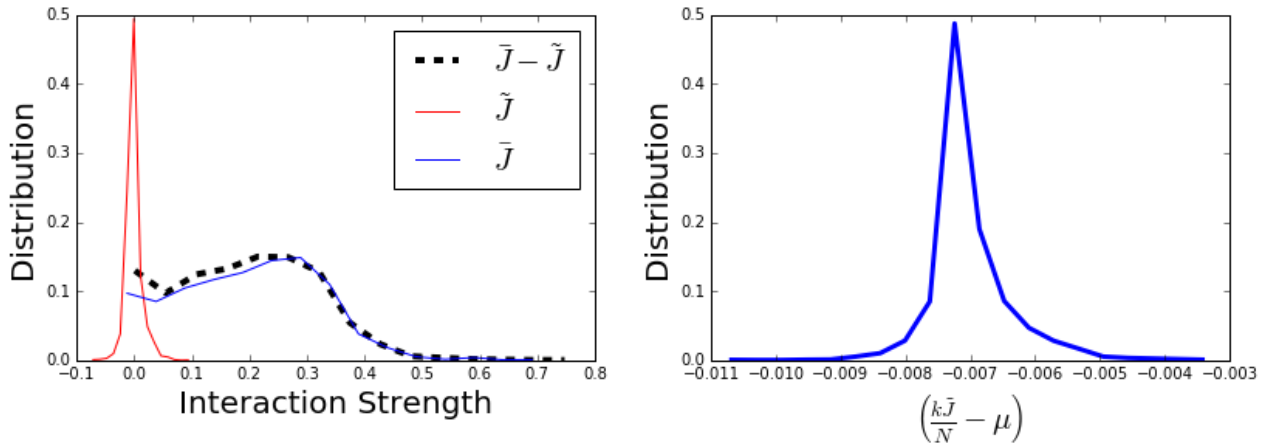 0.5
0.4
0.3
0.2
0.1
0.0
Distribution
−0.1 0.0 0.1 0.2 0.3 0.4 0.5 0.6 0.7 0.8
Interaction Strength
J̄ − J̃
J̃
J̄
0.5
0.4
0.3
0.2
0.1
0.0
Distribution
−0.011 −0.010 −0.009 −0.008 −0.007 −0.006 −0.005 −0.004 −0.003
(kJ̄/N − μ)